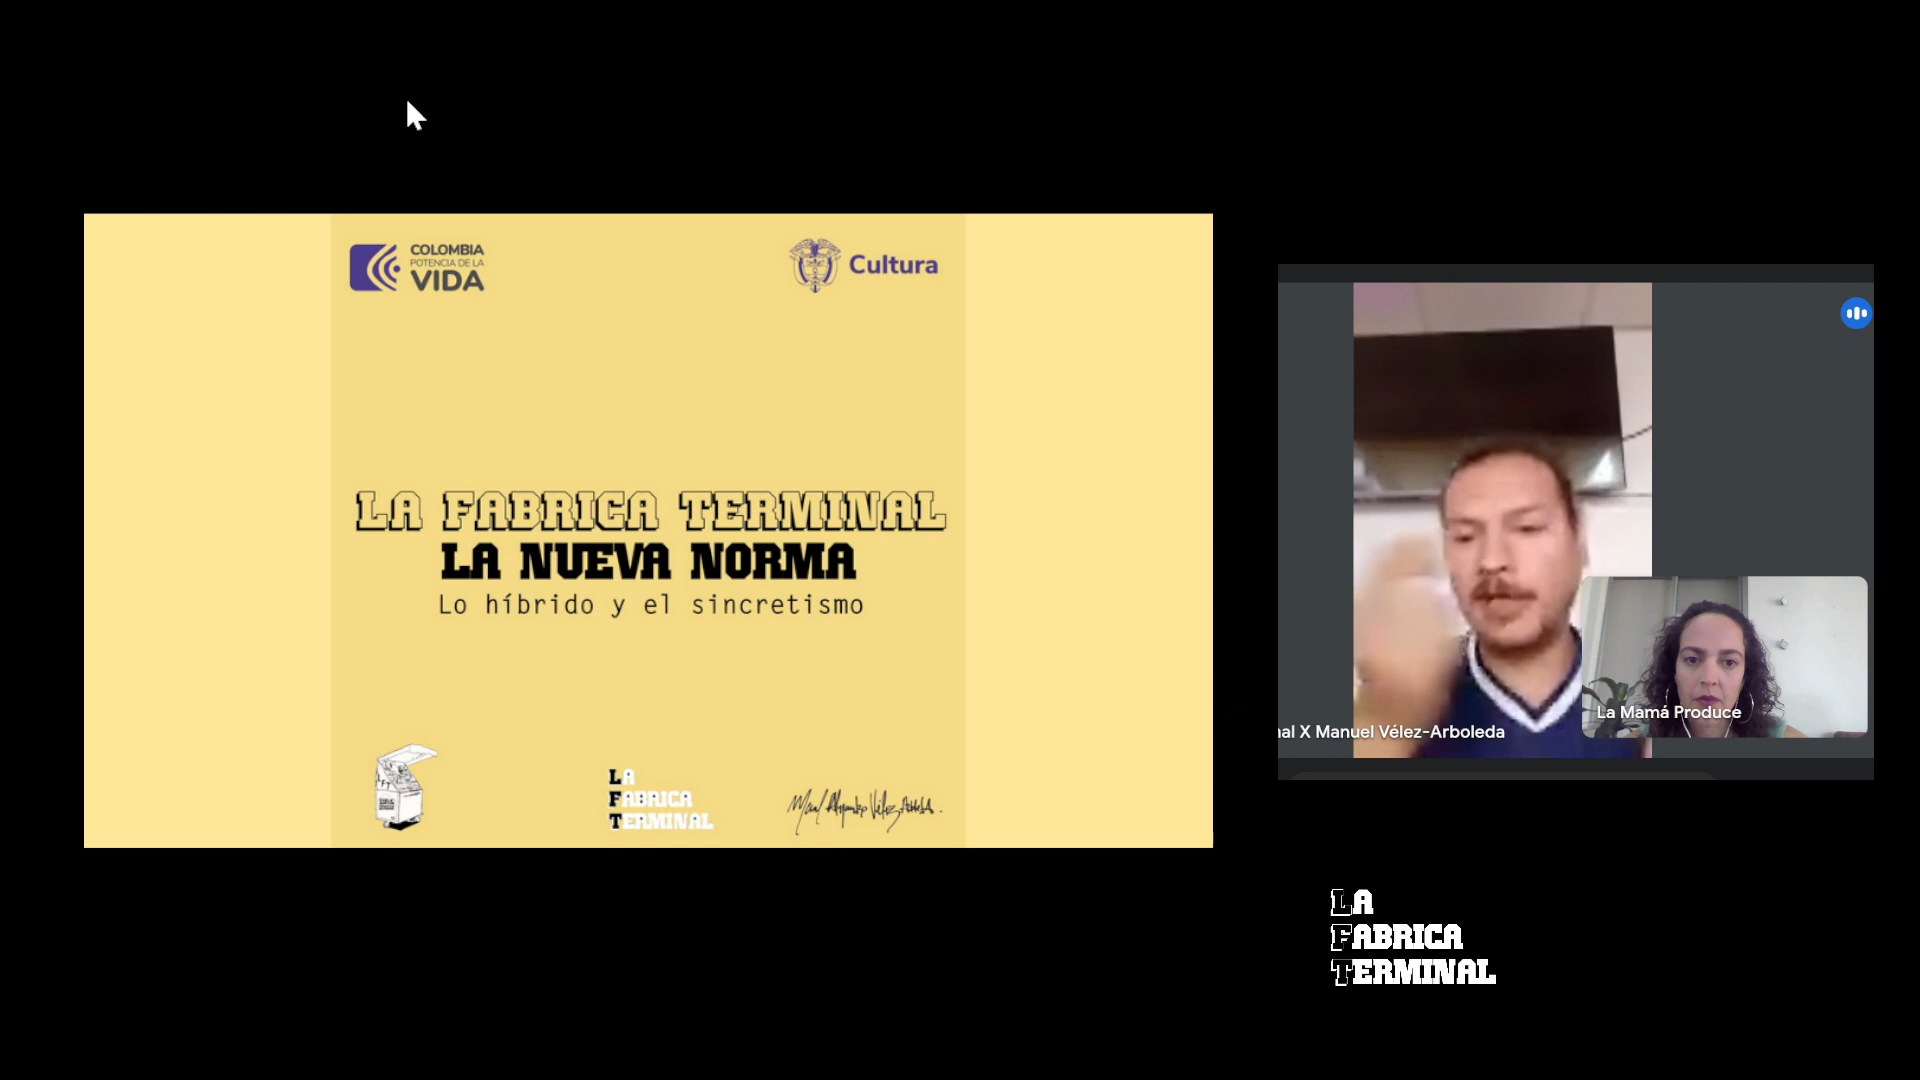 COLOMBIA
POTENCIA DE LA
VIDA
Cultura
LA FABRICA TERMINAL
LA NUEVA NORMA
Lo híbrido y el sincretismo
LA
FABRICA
TERMINAL
nal X Manuel Vélez-Arboleda
La Mamá Produce
LA
FABRICA
TERMINAL